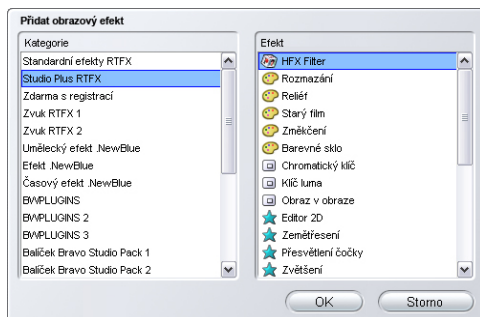 Přidat obrazový efekt
Kategorie
Standardní efekty RTFX
Studio Plus RTFX
Zdarma s registrací
Zvuk RTFX 1
Zvuk RTFX 2
Umělecký efekt .NewBlue
Efekt .NewBlue
Časový efekt .NewBlue
BWPLUGINS
BWPLUGINS 2
BWPLUGINS 3
Balíček Bravo Studio Pack 1
Balíček Bravo Studio Pack 2
Efekt
HFX Filter
Rozmazání
Reliéf
Starý film
Změkčení
Barevné sklo
Chromatický klíč
Klíč luma
Obraz v obraze
Editor 2D
Zemětřesení
Přesvětlení čočky
Zvětšení
OK
Storno